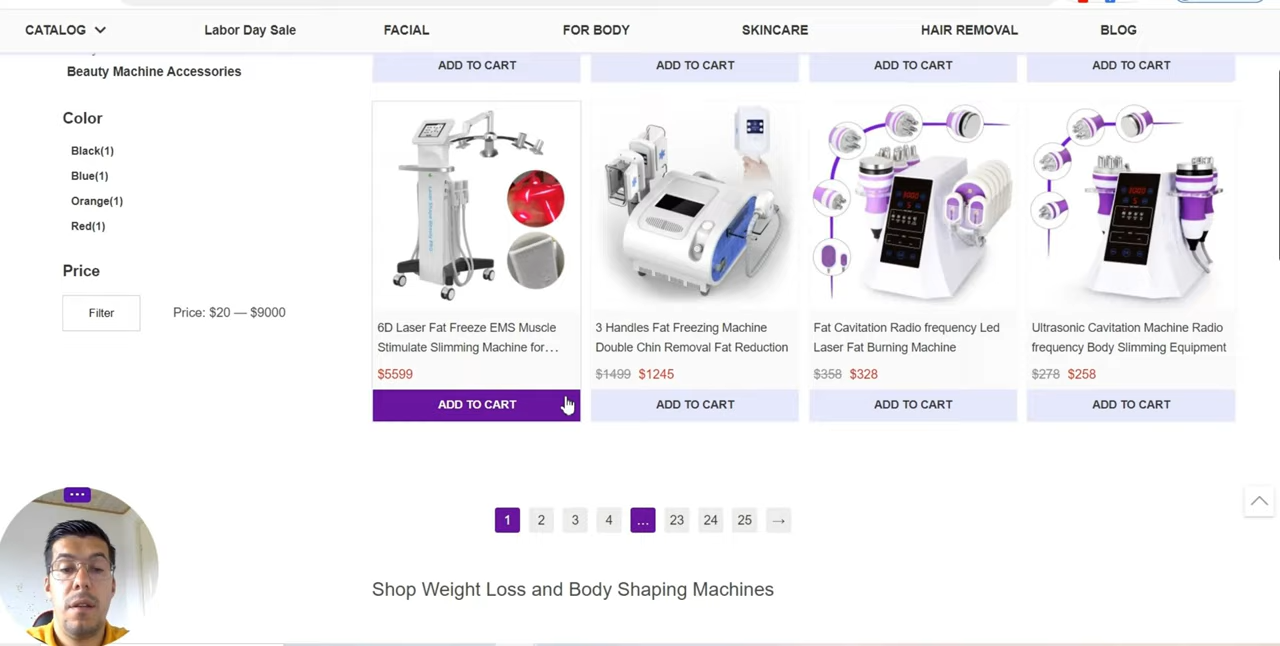 CATALOG
Labor Day Sale
FACIAL
FOR BODY
SKINCARE
HAIR REMOVAL
BLOG
Beauty Machine Accessories
ADD TO CART
ADD TO CART
ADD TO CART
ADD TO CART
Color
Black(1)
Blue(1)
Orange(1)
Red(1)
Price
Filter
Price: $20 — $9000
6D Laser Fat Freeze EMS Muscle
Stimulate Slimming Machine for…
$5599
ADD TO CART
3 Handles Fat Freezing Machine
Double Chin Removal Fat Reduction
$1499 $1245
ADD TO CART
Fat Cavitation Radio frequency Led
Laser Fat Burning Machine
$358 $328
ADD TO CART
Ultrasonic Cavitation Machine Radio
frequency Body Slimming Equipment
$278 $258
ADD TO CART
1 2 3 4 ... 23 24 25 →
Shop Weight Loss and Body Shaping Machines